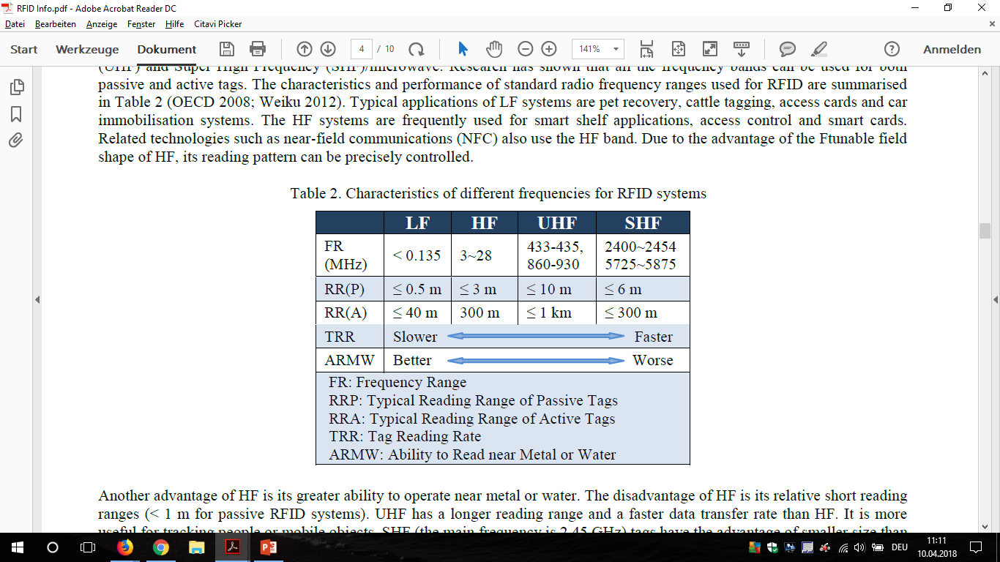 RFID Info.pdf - Adobe Acrobat Reader DC
Datei Bearbeiten Anzeige Fenster Hilfe Citavi Picker
Start Werkzeuge Dokument 4 / 10 141% Anmelden
(UHF) and Super High Frequency (SHF)/microwave. Research has shown that all the frequency bands can be used for both
passive and active tags. The characteristics and performance of standard radio frequency ranges used for RFID are summarised
in Table 2 (OECD 2008; Weiku 2012). Typical applications of LF systems are pet recovery, cattle tagging, access cards and car
immobilisation systems. The HF systems are frequently used for smart shelf applications, access control and smart cards.
Related technologies such as near-field communications (NFC) also use the HF band. Due to the advantage of the Ftunable field
shape of HF, its reading pattern can be precisely controlled.
Table 2. Characteristics of different frequencies for RFID systems
LF HF UHF SHF
FR (MHz) < 0.135 3~28 433-435, 860-930 2400~2454 5725~5875
RR(P) ≤ 0.5 m ≤ 3 m ≤ 10 m ≤ 6 m
RR(A) ≤ 40 m 300 m ≤ 1 km ≤ 300 m
TRR Slower Faster
ARMW Better Worse
FR: Frequency Range
RRP: Typical Reading Range of Passive Tags
RRA: Typical Reading Range of Active Tags
TRR: Tag Reading Rate
ARMW: Ability to Read near Metal or Water
Another advantage of HF is its greater ability to operate near metal or water. The disadvantage of HF is its relative short reading
ranges (< 1 m for passive RFID systems). UHF has a longer reading range and a faster data transfer rate than HF. It is more
useful for tracking people or mobile objects. SHF (the main frequency is 2.45 GHz) tags have the advantage of smaller size than
DEU 11:11
10.04.2018